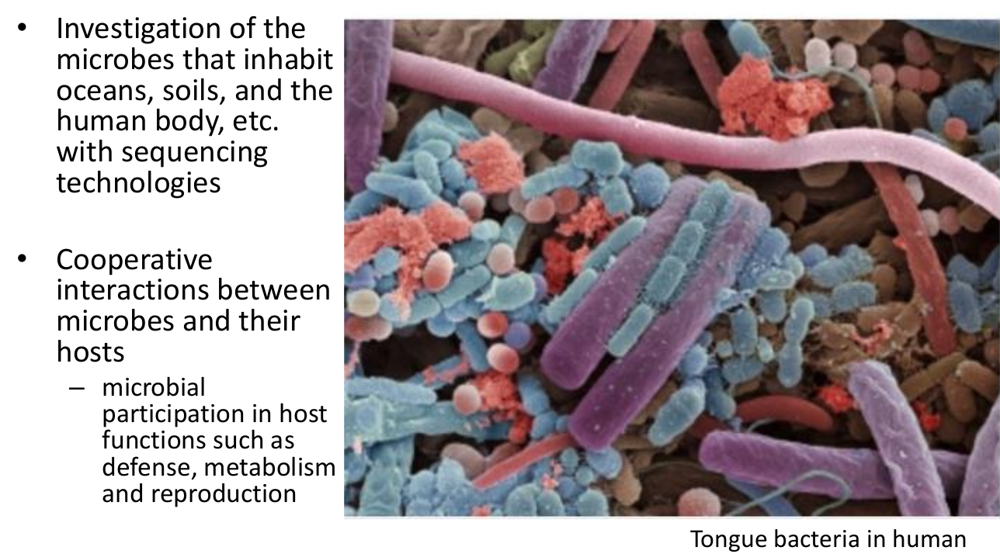 • Investigation of the
microbes that inhabit
oceans, soils, and the
human body, etc.
with sequencing
technologies
• Cooperative
interactions between
microbes and their
hosts
– microbial
participation in host
functions such as
defense, metabolism
and reproduction
Tongue bacteria in human